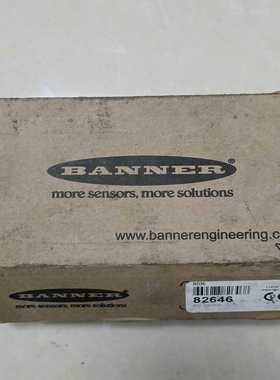 BANNER®
more sensors, more solutions
www.bannerengineering.c
BANNER
more sensors, more solutions
82646